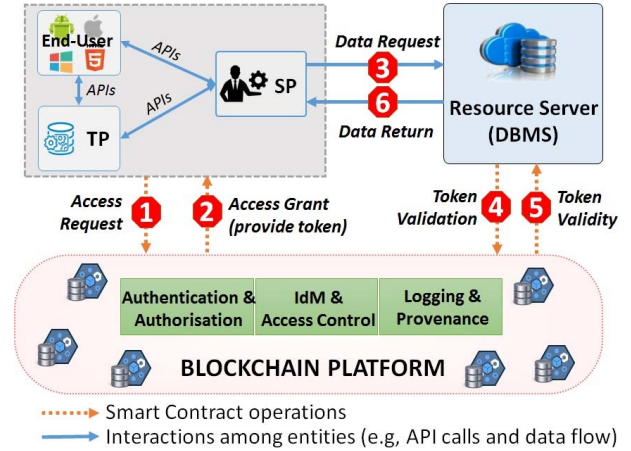 End-User
APIs
APIs
APIs
TP
SP
Data Request
3
6
Data Return
Resource Server
(DBMS)
Access
Request
1
2
Access Grant
(provide token)
Token
Validation
4
5
Token
Validity
Authentication &
Authorisation
IdM &
Access Control
Logging &
Provenance
BLOCKCHAIN PLATFORM
Smart Contract operations
Interactions among entities (e.g, API calls and data flow)